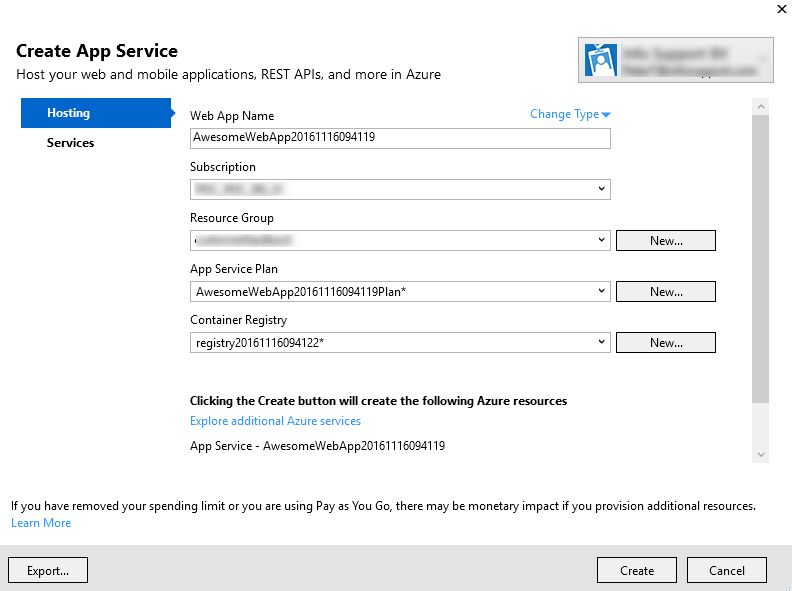 Create App Service
Host your web and mobile applications, REST APIs, and more in Azure
Hosting
Services
Web App Name
Change Type
AwesomeWebApp20161116094119
Subscription
Resource Group
New...
App Service Plan
AwesomeWebApp20161116094119Plan*
New...
Container Registry
registry20161116094122*
New...
Clicking the Create button will create the following Azure resources
Explore additional Azure services
App Service - AwesomeWebApp20161116094119
If you have removed your spending limit or you are using Pay as You Go, there may be monetary impact if you provision additional resources.
Learn More
Export...
Create
Cancel